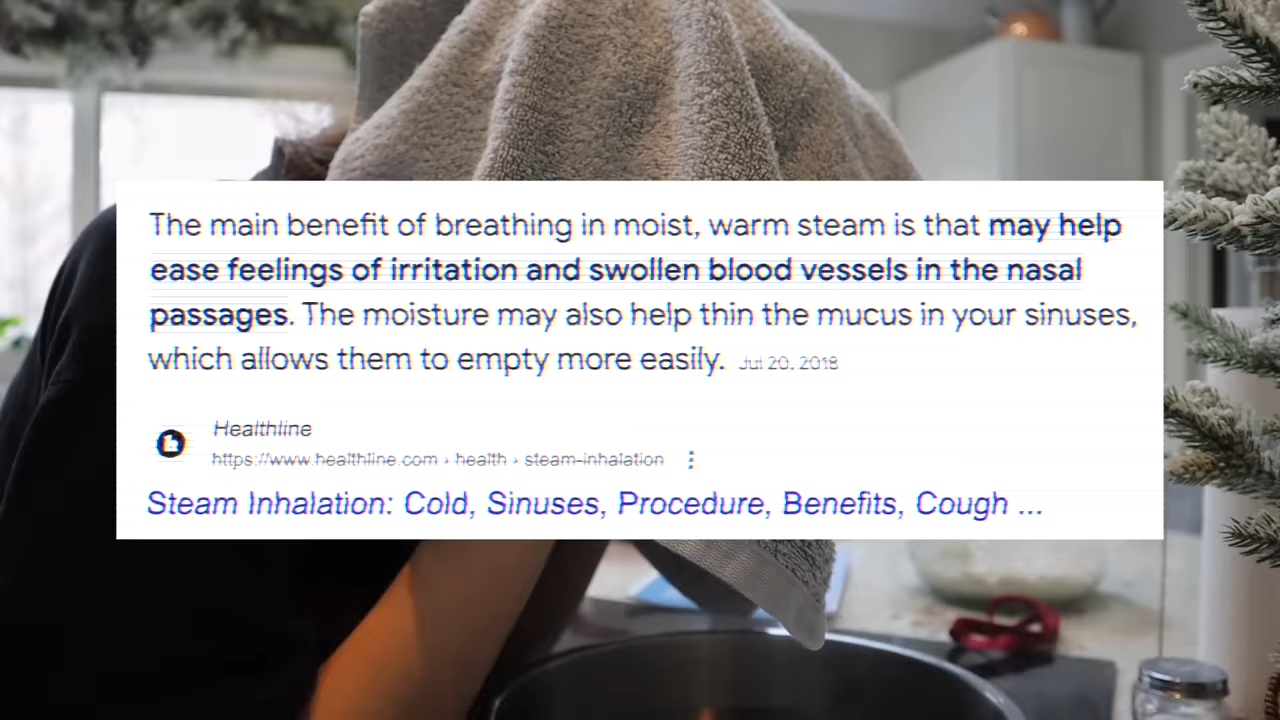 The main benefit of breathing in moist, warm steam is that may help
ease feelings of irritation and swollen blood vessels in the nasal
passages. The moisture may also help thin the mucus in your sinuses,
which allows them to empty more easily. Jul 20, 2018
Healthline
https://www.healthline.com › health › steam-inhalation
Steam Inhalation: Cold, Sinuses, Procedure, Benefits, Cough ...